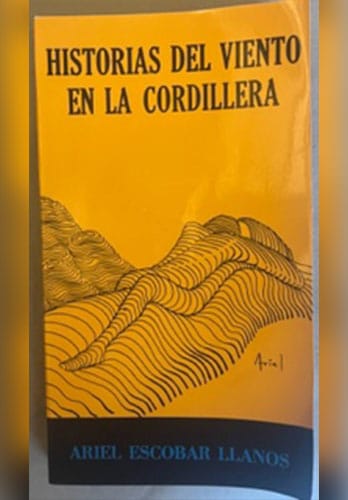 HISTORIAS DEL VIENTO
EN LA CORDILLERA
Ariel
ARIEL ESCOBAR LLANOS